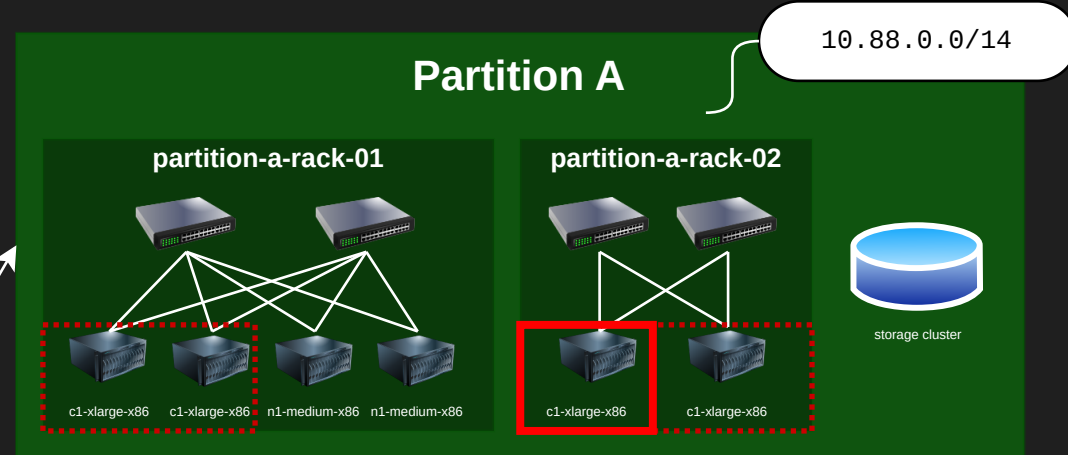 10.88.0.0/14
Partition A
partition-a-rack-01
partition-a-rack-02
storage cluster
c1-xlarge-x86
c1-xlarge-x86
n1-medium-x86
n1-medium-x86
c1-xlarge-x86
c1-xlarge-x86